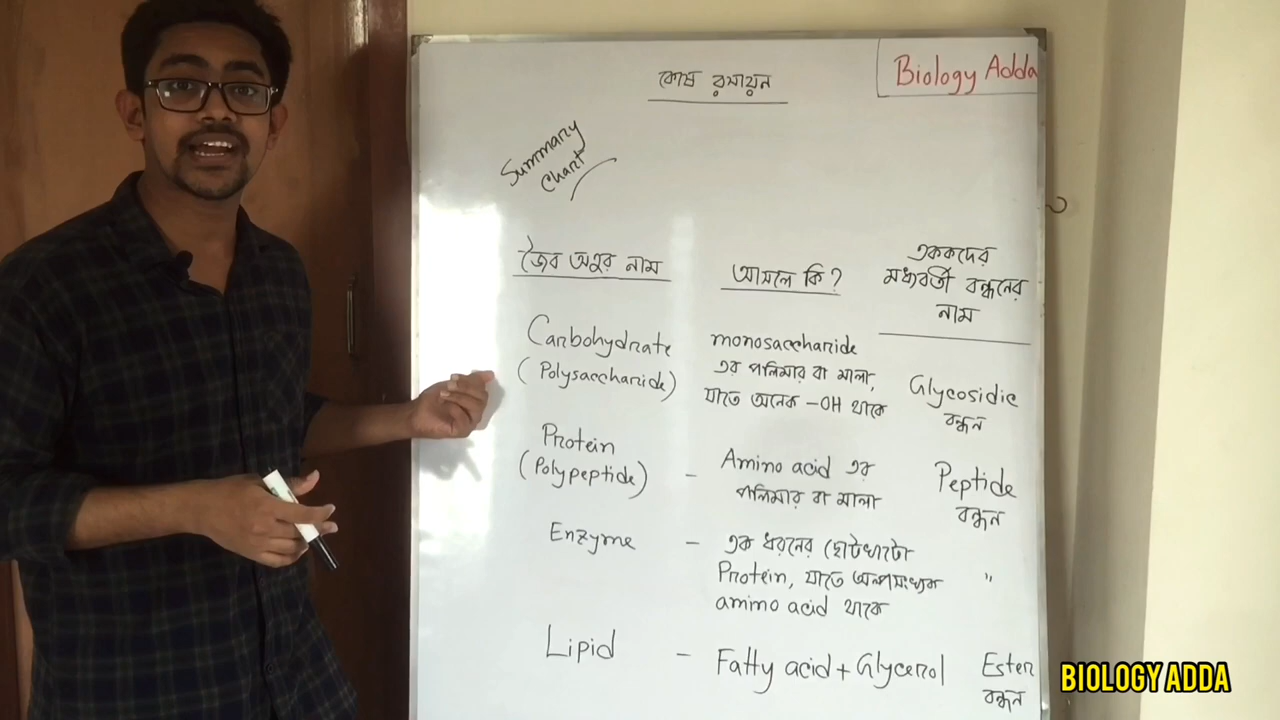 কোষ রসায়ন
Biology Adda
Summary
chart
জৈব অণুর নাম
আসলে কি?
এককদের
মধ্যবর্তী বন্ধনের
নাম
Carbohydrate
(Polysaccharide)
monosaccharide
এর পলিমার বা মালা,
যাতে অনেক -OH থাকে
Glycosidic
বন্ধন
Protein
(Polypeptide)
- Amino acid এর
পলিমার বা মালা
Peptide
বন্ধন
Enzyme
- এক ধরনের ছোটখাটো
Protein, যাতে অল্পসংখ্যক
amino acid থাকে
"
Lipid
- Fatty acid + Glycerol
Ester
বন্ধন
BIOLOGY ADDA